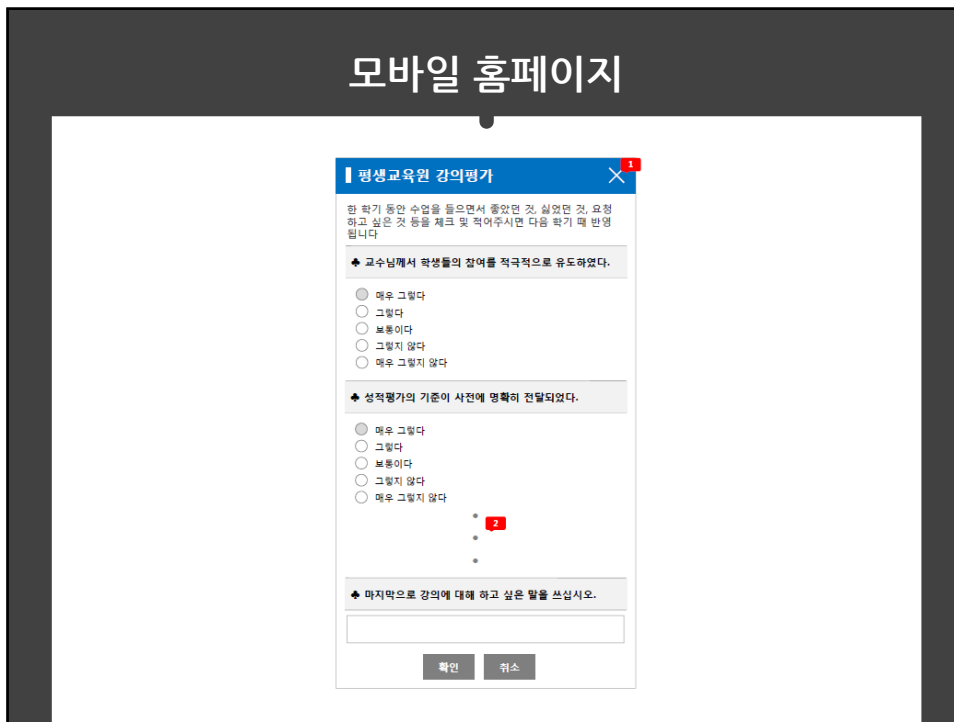 모바일 홈페이지
1
평생교육원 강의평가
한 학기 동안 수업을 들으면서 좋았던 것, 싫었던 것, 요청
하고 싶은 것 등을 체크 및 적어주시면 다음 학기 때 반영
됩니다
♣ 교수님께서 학생들의 참여를 적극적으로 유도하였다.
매우 그렇다
그렇다
보통이다
그렇지 않다
매우 그렇지 않다
♣ 성적평가의 기준이 사전에 명확히 전달되었다.
매우 그렇다
그렇다
보통이다
그렇지 않다
매우 그렇지 않다
2
♣ 마지막으로 강의에 대해 하고 싶은 말을 쓰십시오.
확인 취소